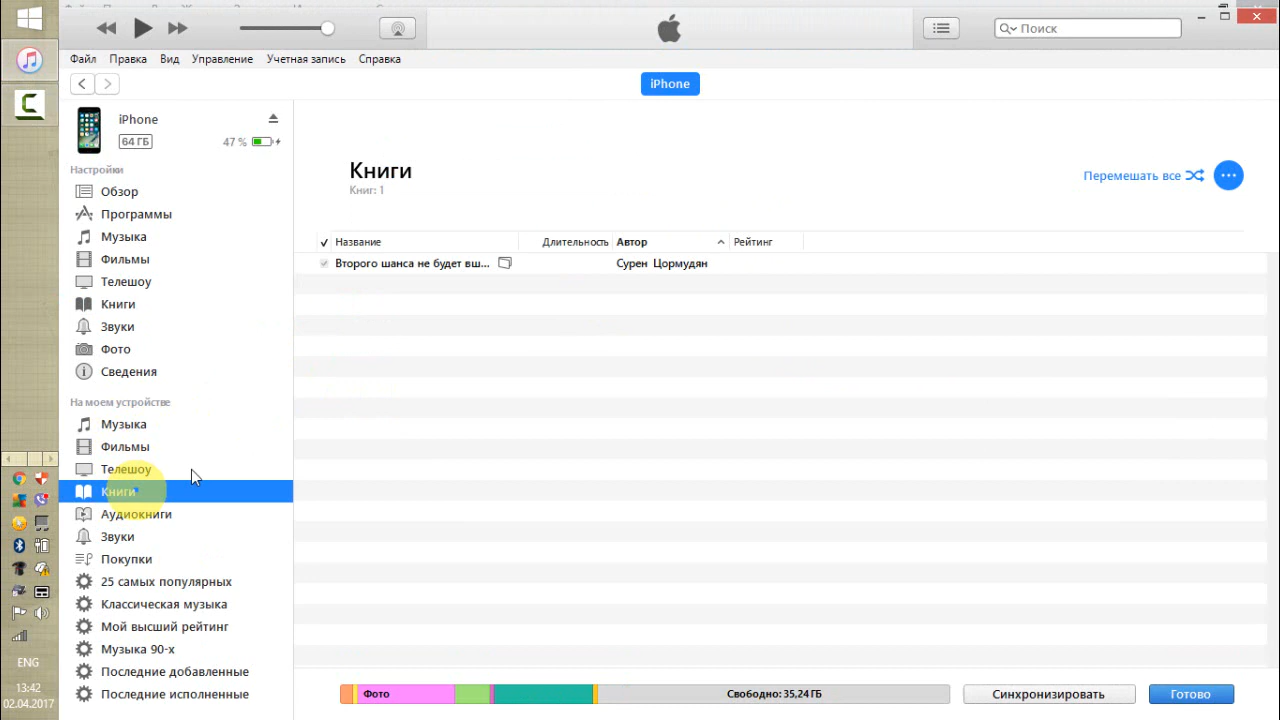 Поиск
Файл Правка Вид Управление Учетная запись Справка
iPhone
iPhone
64 ГБ 47 %
Настройки
Обзор
Программы
Музыка
Фильмы
Телешоу
Книги
Звуки
Фото
Сведения
На моем устройстве
Музыка
Фильмы
Телешоу
Книги
Аудиокниги
Звуки
Покупки
25 самых популярных
Классическая музыка
Мой высший рейтинг
Музыка 90-х
Последние добавленные
Последние исполненные
Книги
Книг: 1
Перемешать все
Название Длительность Автор Рейтинг
Второго шанса не будет вш... Сурен Цормудян
Фото Свободно: 35,24 ГБ Синхронизировать Готово
ENG
13:42
02.04.2017